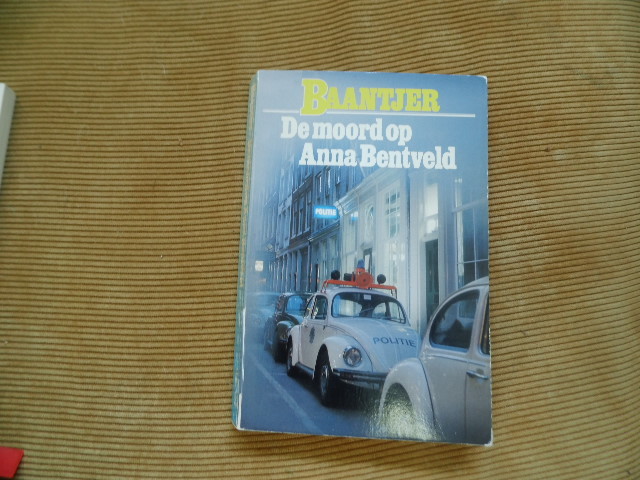 BAANTJER
De moord op
Anna Bentveld
POLITIE
POLITIE